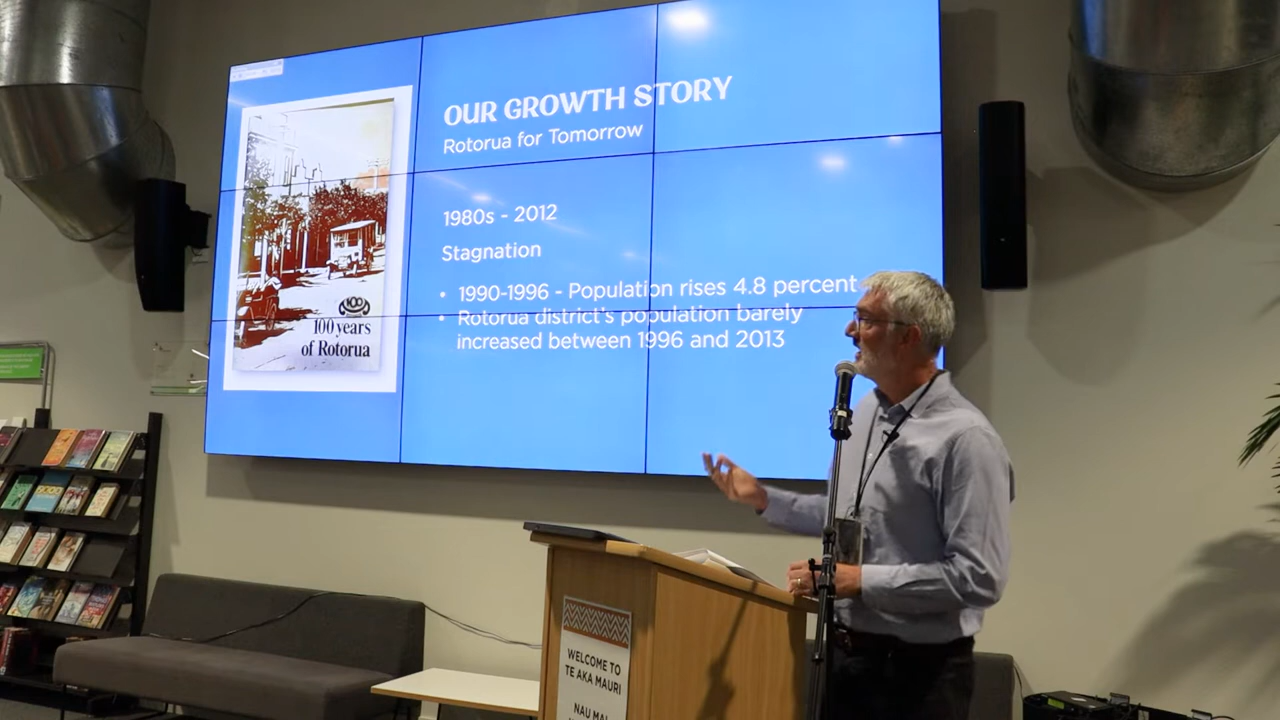 OUR GROWTH STORY
Rotorua for Tomorrow
1980s - 2012
Stagnation
• 1990-1996 - Population rises 4.8 percent
• Rotorua district's population barely
increased between 1996 and 2013
100 years
of Rotorua
WELCOME TO
TE AKA MAURI
NAU MAI